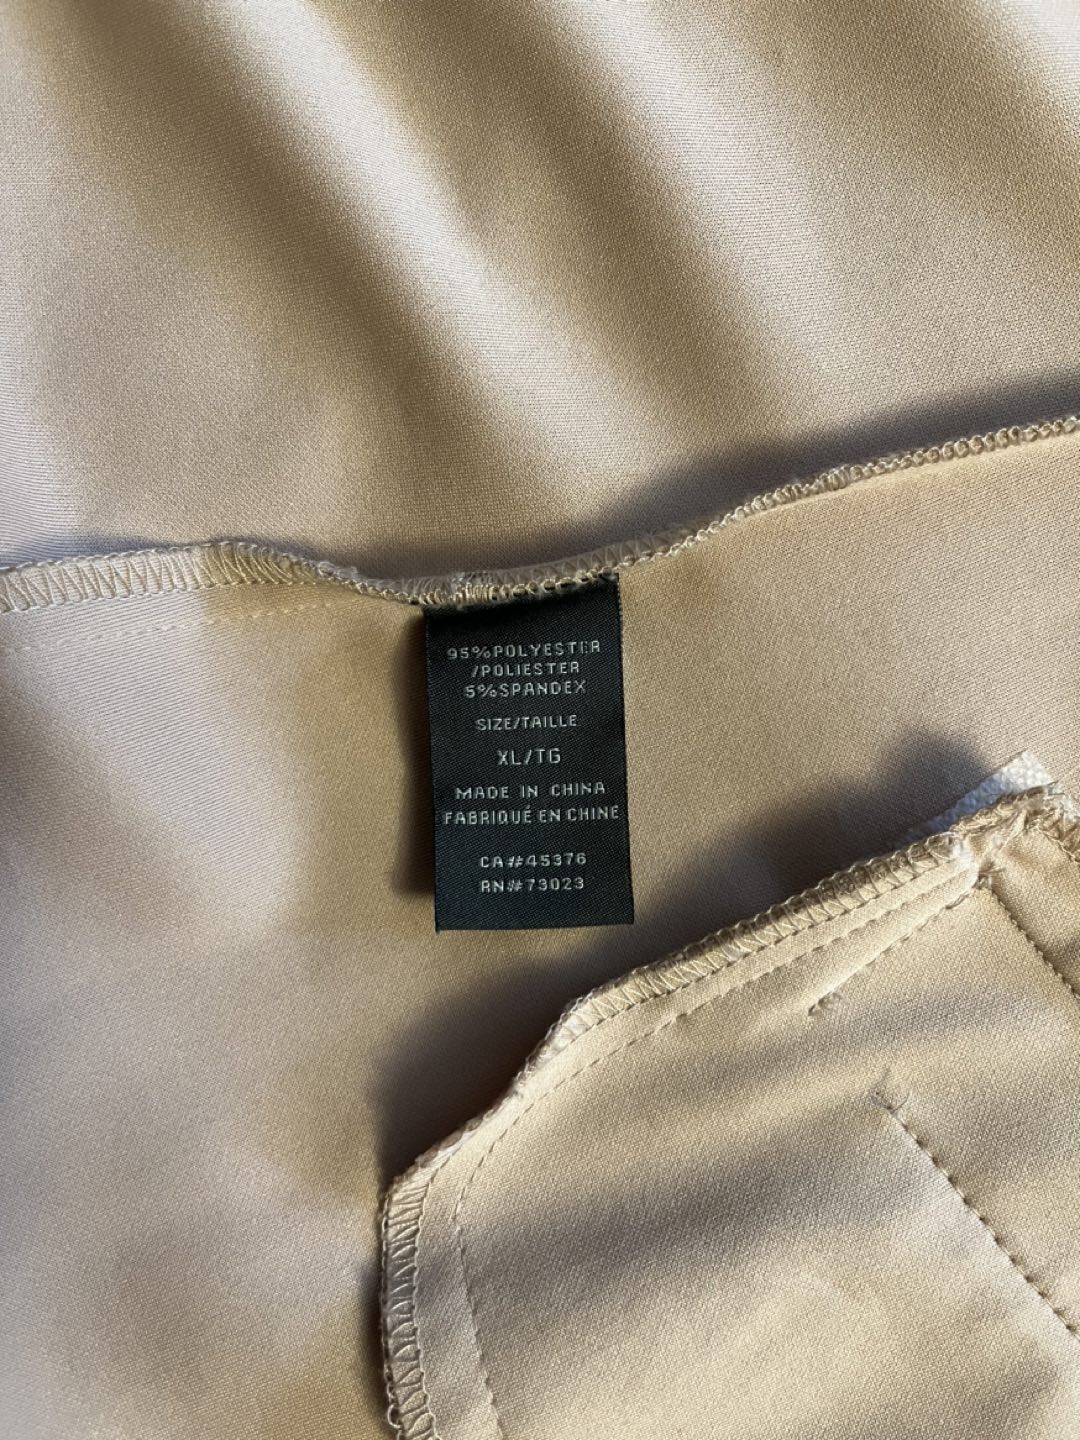 95%POLYESTER
/POLIESTER
5%SPANDEX
SIZE/TAILLE
XL/TG
MADE IN CHINA
FABRIQUÉ EN CHINE
CA#45376
RN#73023